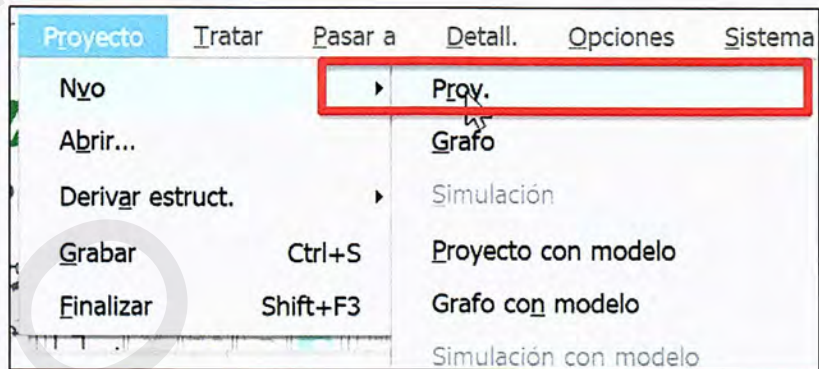 Proyecto Tratar Pasar a Detall. Opciones Sistema
Nvo
Abrir...
Derivar estruct.
Grabar Ctrl+S
Finalizar Shift+F3
Proy.
Grafo
Simulación
Proyecto con modelo
Grafo con modelo
Simulación con modelo